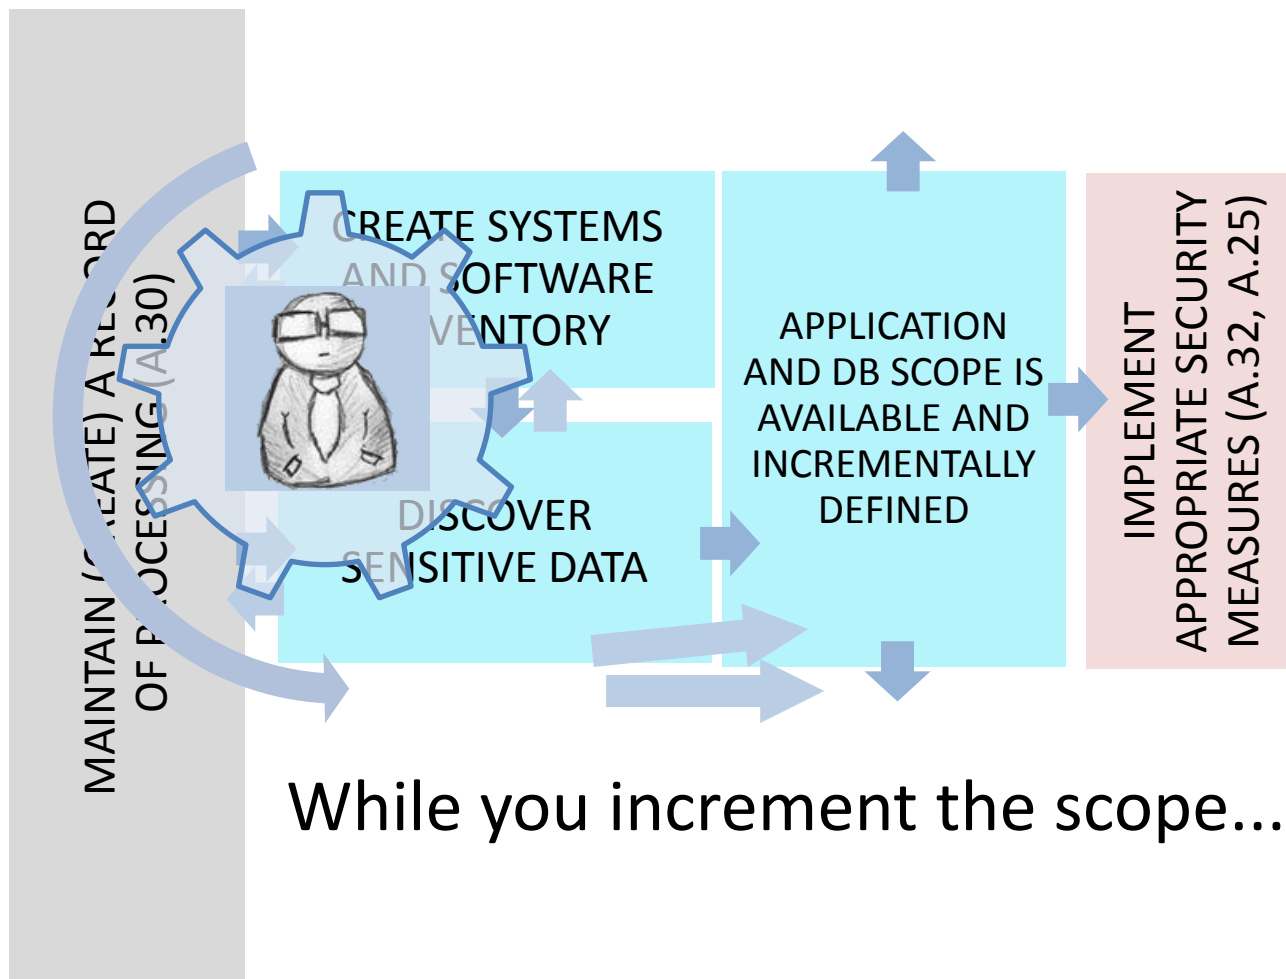 MAINTAIN (CREATE) A RECORD
OF PROCESSING (A.30)
CREATE SYSTEMS
AND SOFTWARE
INVENTORY
DISCOVER
SENSITIVE DATA
APPLICATION
AND DB SCOPE IS
AVAILABLE AND
INCREMENTALLY
DEFINED
IMPLEMENT
APPROPRIATE SECURITY
MEASURES (A.32, A.25)
While you increment the scope...